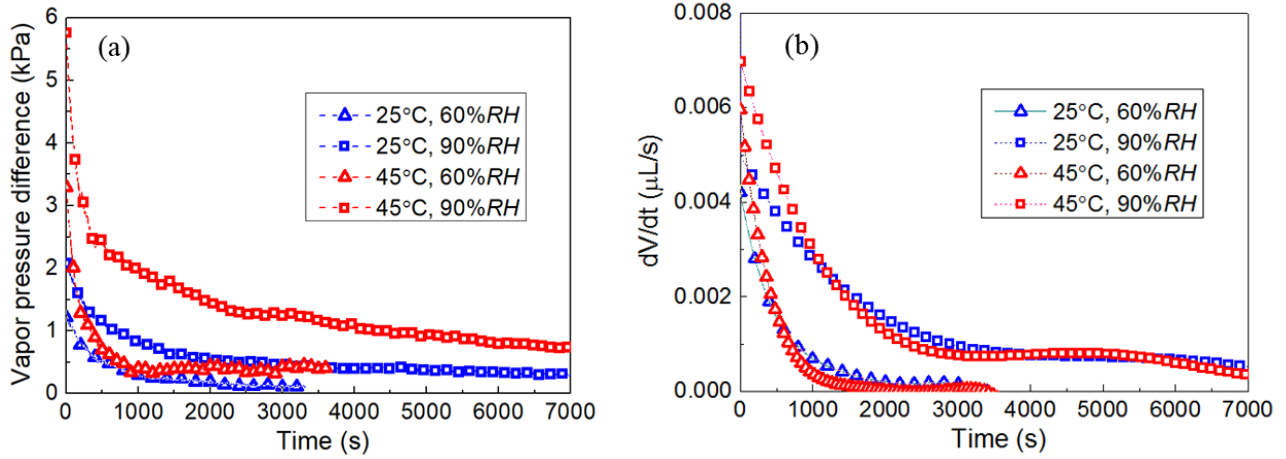 (a)
Vapor pressure difference (kPa)
6
5
4
3
2
1
0
25°C, 60%RH
25°C, 90%RH
45°C, 60%RH
45°C, 90%RH
0 1000 2000 3000 4000 5000 6000 7000
Time (s)
(b)
dV/dt (μL/s)
0.008
0.006
0.004
0.002
0.000
25°C, 60%RH
25°C, 90%RH
45°C, 60%RH
45°C, 90%RH
0 1000 2000 3000 4000 5000 6000 7000
Time (s)